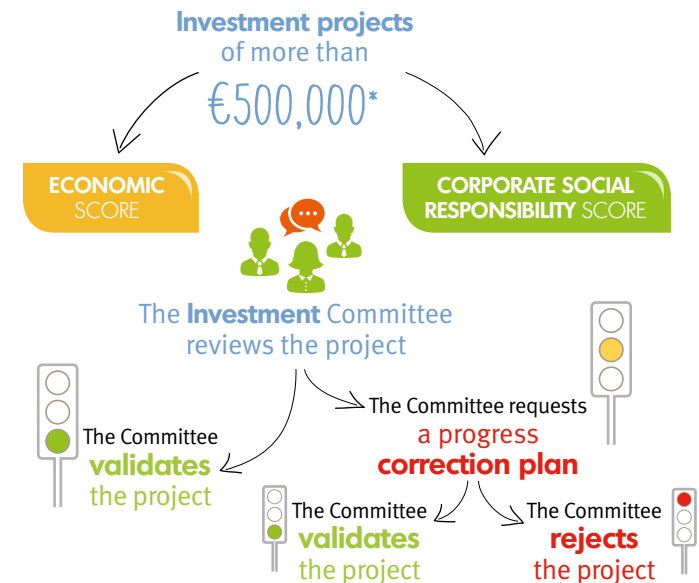 Investment projects
of more than
€500,000*
ECONOMIC
SCORE
CORPORATE SOCIAL
RESPONSIBILITY SCORE
The Investment Committee
reviews the project
The Committee
validates
the project
The Committee requests
a progress
correction plan
The Committee
validates
the project
The Committee
rejects
the project